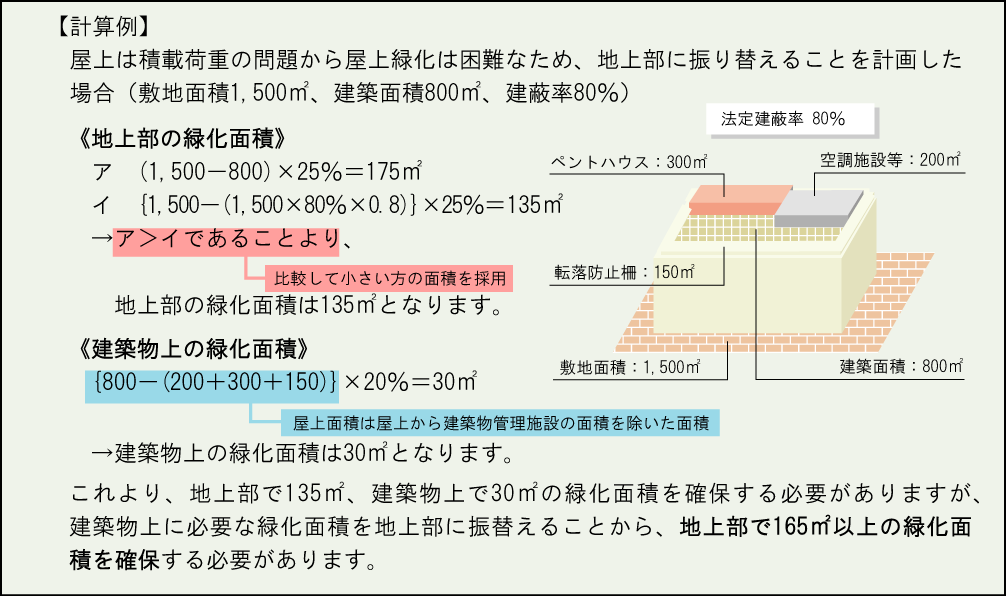 【計算例】
屋上は積載荷重の問題から屋上緑化は困難なため、地上部に振り替えることを計画した
場合（敷地面積1,500㎡、建築面積800㎡、建蔽率80%）
《地上部の緑化面積》
ア (1,500－800)×25%＝175㎡
イ {1,500－(1,500×80%×0.8)}×25%＝135㎡
→ア＞イであることより、
比較して小さい方の面積を採用
地上部の緑化面積は135㎡となります。
《建築物上の緑化面積》
{800－(200＋300＋150)}×20%＝30㎡
屋上面積は屋上から建築物管理施設の面積を除いた面積
→建築物上の緑化面積は30㎡となります。
これより、地上部で135㎡、建築物上で30㎡の緑化面積を確保する必要がありますが、
建築物上に必要な緑化面積を地上部に振替えることから、地上部で165㎡以上の緑化面
積を確保する必要があります。
法定建蔽率 80%
ペントハウス：300㎡
空調施設等：200㎡
転落防止柵：150㎡
敷地面積：1,500㎡
建築面積：800㎡